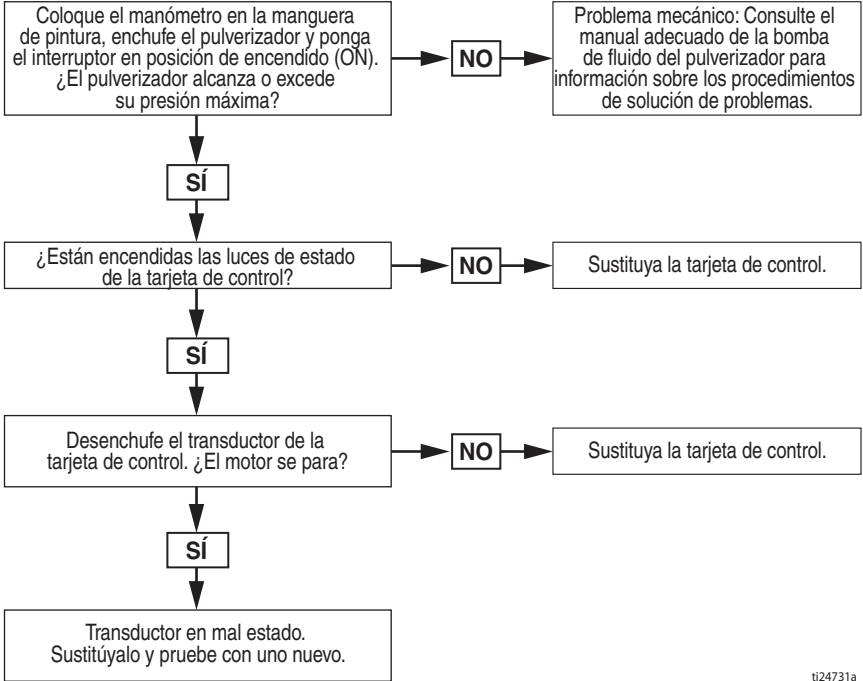 Coloque el manómetro en la manguera
de pintura, enchufe el pulverizador y ponga
el interruptor en posición de encendido (ON).
¿El pulverizador alcanza o excede
su presión máxima?
NO
Problema mecánico: Consulte el
manual adecuado de la bomba
de fluido del pulverizador para
información sobre los procedimientos
de solución de problemas.
SÍ
¿Están encendidas las luces de estado
de la tarjeta de control?
NO
Sustituya la tarjeta de control.
SÍ
Desenchufe el transductor de la
tarjeta de control. ¿El motor se para?
NO
Sustituya la tarjeta de control.
SÍ
Transductor en mal estado.
Sustitúyalo y pruebe con uno nuevo.
ti24731a